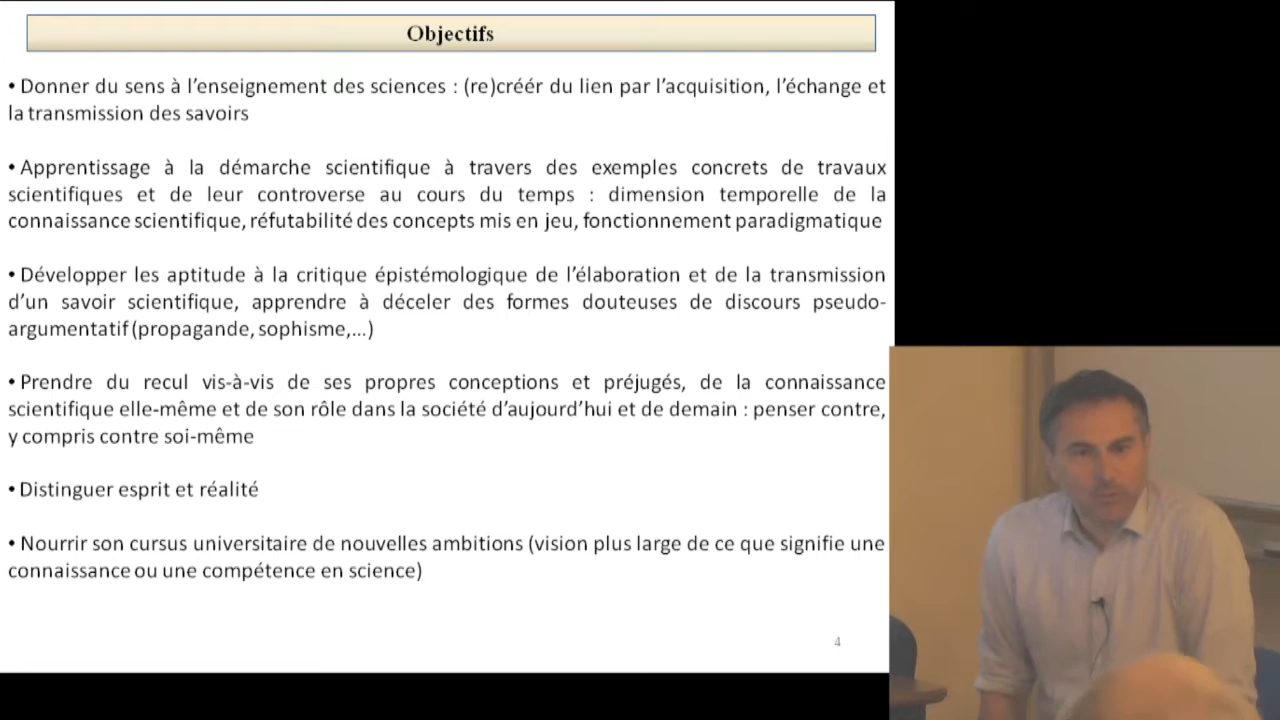 Objectifs
• Donner du sens à l’enseignement des sciences : (re)créér du lien par l’acquisition, l’échange et
la transmission des savoirs
• Apprentissage à la démarche scientifique à travers des exemples concrets de travaux
scientifiques et de leur controverse au cours du temps : dimension temporelle de la
connaissance scientifique, réfutabilité des concepts mis en jeu, fonctionnement paradigmatique
• Développer les aptitude à la critique épistémologique de l’élaboration et de la transmission
d’un savoir scientifique, apprendre à déceler des formes douteuses de discours pseudo-
argumentatif (propagande, sophisme,…)
• Prendre du recul vis-à-vis de ses propres conceptions et préjugés, de la connaissance
scientifique elle-même et de son rôle dans la société d’aujourd’hui et de demain : penser contre,
y compris contre soi-même
• Distinguer esprit et réalité
• Nourrir son cursus universitaire de nouvelles ambitions (vision plus large de ce que signifie une
connaissance ou une compétence en science)
4